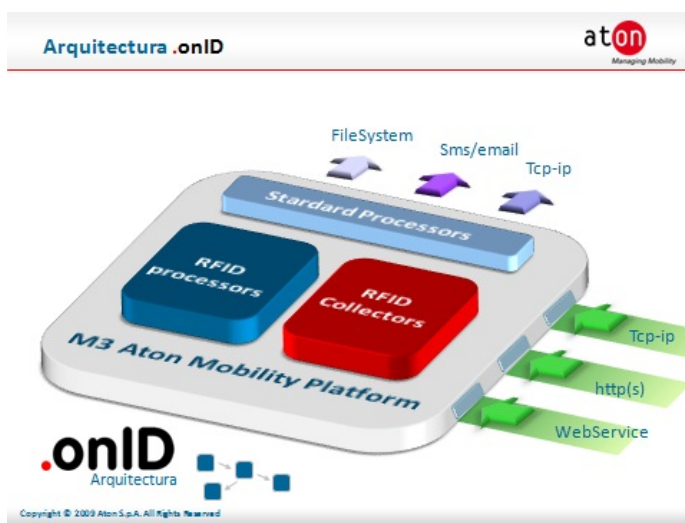 Arquitectura .onID
aton
Managing Mobility
FileSystem
Sms/email
Tcp-ip
Stardard Processors
RFID
processors
RFID
Collectors
M3 Aton Mobility Platform
Tcp-ip
http(s)
WebService
.onID
Arquitectura
Copyright © 2009 Aton S.p.A. All Rights Reserved